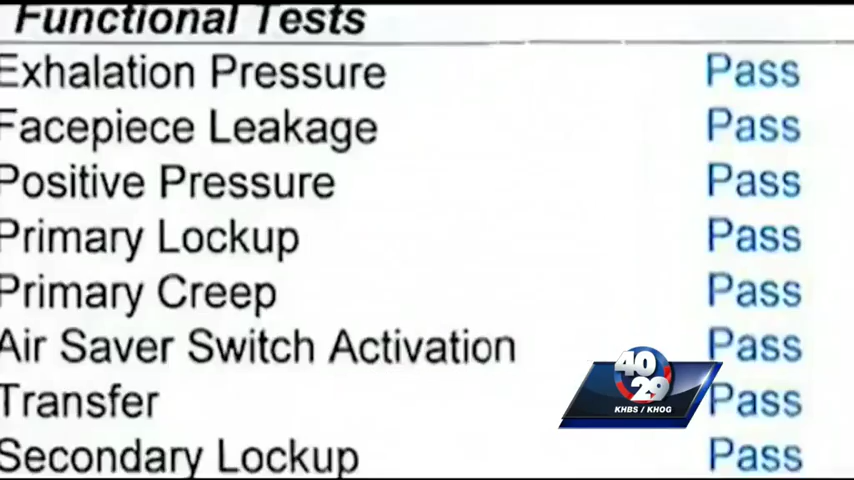 Functional Tests
Exhalation Pressure Pass
Facepiece Leakage Pass
Positive Pressure Pass
Primary Lockup Pass
Primary Creep Pass
Air Saver Switch Activation Pass
Transfer Pass
Secondary Lockup Pass
40
29
KHBS / KHOG